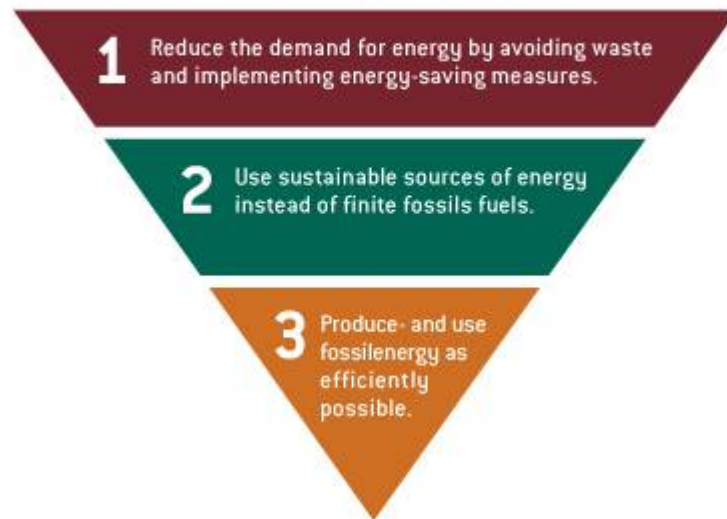 1 Reduce the demand for energy by avoiding waste
and implementing energy-saving measures.
2 Use sustainable sources of energy
instead of finite fossils fuels.
3 Produce- and use
fossilenergy as
efficiently
possible.